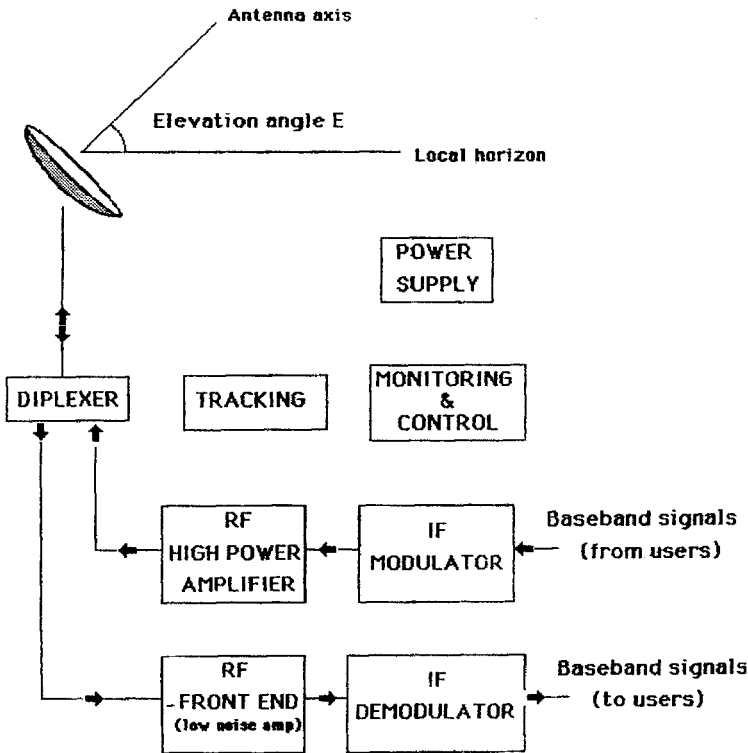 Antenna axis
Elevation angle E
Local horizon
POWER
SUPPLY
DIPLEXER
TRACKING
MONITORING
&
CONTROL
RF
HIGH POWER
AMPLIFIER
IF
MODULATOR
Baseband signals
(from users)
RF
-FRONT END
(low noise amp)
IF
DEMODULATOR
Baseband signals
(to users)